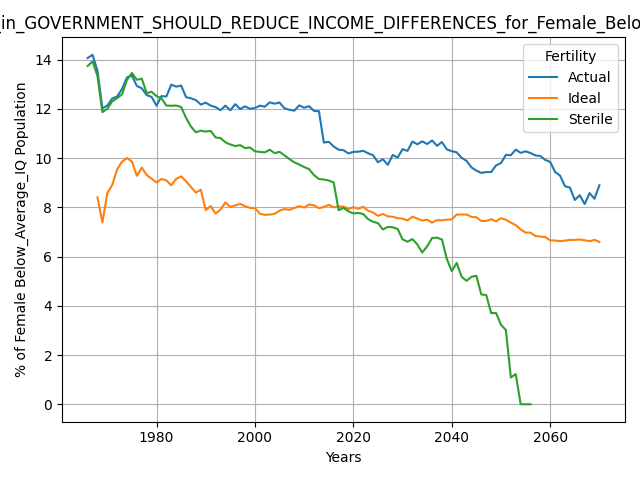 _in_GOVERNMENT_SHOULD_REDUCE_INCOME_DIFFERENCES_for_Female_Belo
% of Female Below_Average_IQ Population
14
12
10
8
6
4
2
0
Fertility
Actual
Ideal
Sterile
1980
2000
2020
2040
2060
Years